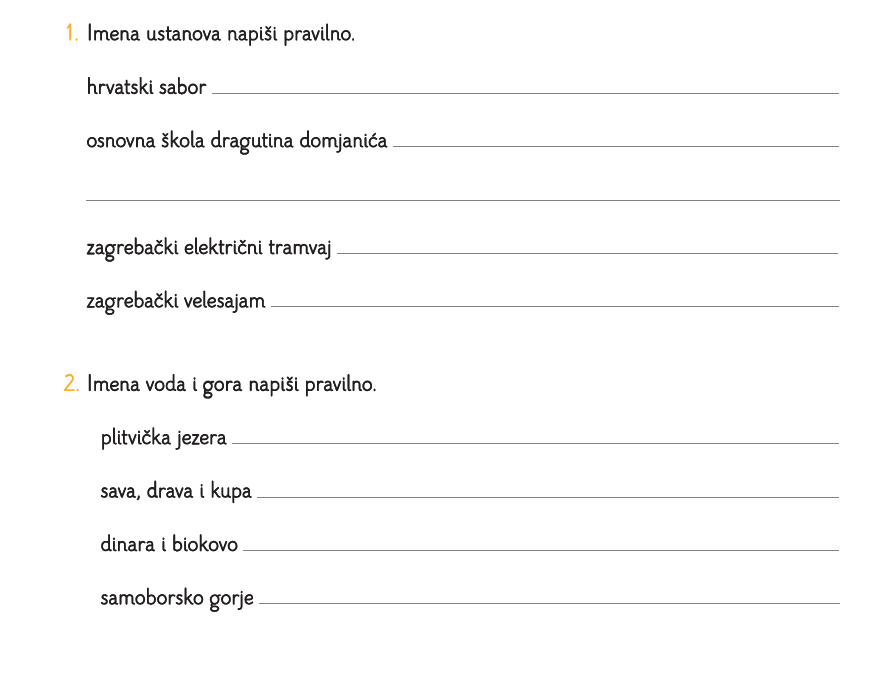 1. Imena ustanova napiši pravilno.
hrvatski sabor
osnovna škola dragutina domjanića
zagrebački električni tramvaj
zagrebački velesajam
2. Imena voda i gora napiši pravilno.
plitvička jezera
sava, drava i kupa
dinara i biokovo
samoborsko gorje